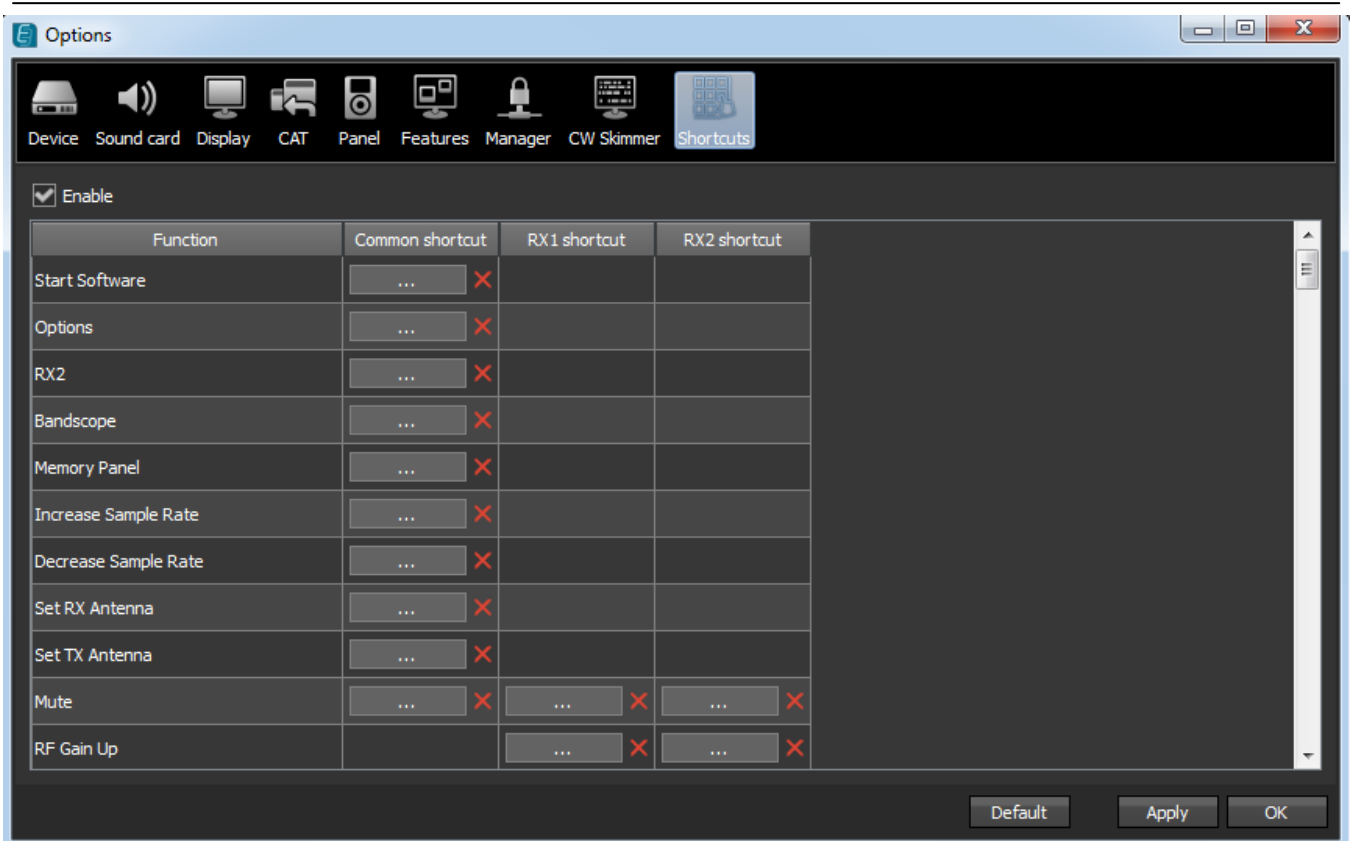 Options
Device Sound card Display CAT Panel Features Manager CW Skimmer Shortcuts
Enable
Function Common shortcut RX1 shortcut RX2 shortcut
Start Software ...
Options ...
RX2 ...
Bandscope ...
Memory Panel ...
Increase Sample Rate ...
Decrease Sample Rate ...
Set RX Antenna ...
Set TX Antenna ...
Mute ... ... ...
RF Gain Up ... ...
Default Apply OK